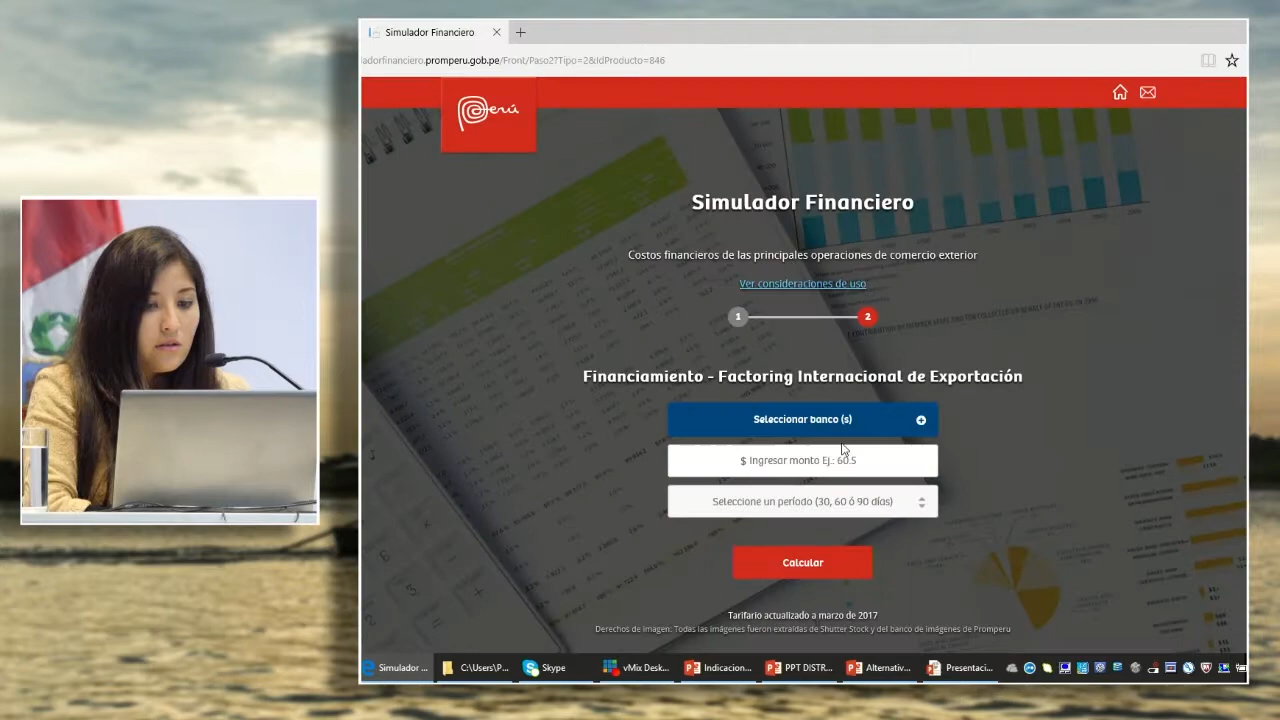 Simulador Financiero
adorfinanciero.promperu.gob.pe/Front/Paso2?Tipo=2&IdProducto=846
Perú
Simulador Financiero
Costos financieros de las principales operaciones de comercio exterior
Ver consideraciones de uso
1 2
Financiamiento - Factoring Internacional de Exportación
Seleccionar banco (s)
$ Ingresar monto Ej.: 60.5
Seleccione un período (30, 60 ó 90 días)
Calcular
Tarifario actualizado a marzo de 2017
Derechos de Imagen: Todas las imágenes fueron extraídas de Shutter Stock y del banco de imágenes de Promperu
Simulador ... C:\Users\P... Skype vMix Desk... Indicacion... PPT DISTR... Alternativ... Presentaci...